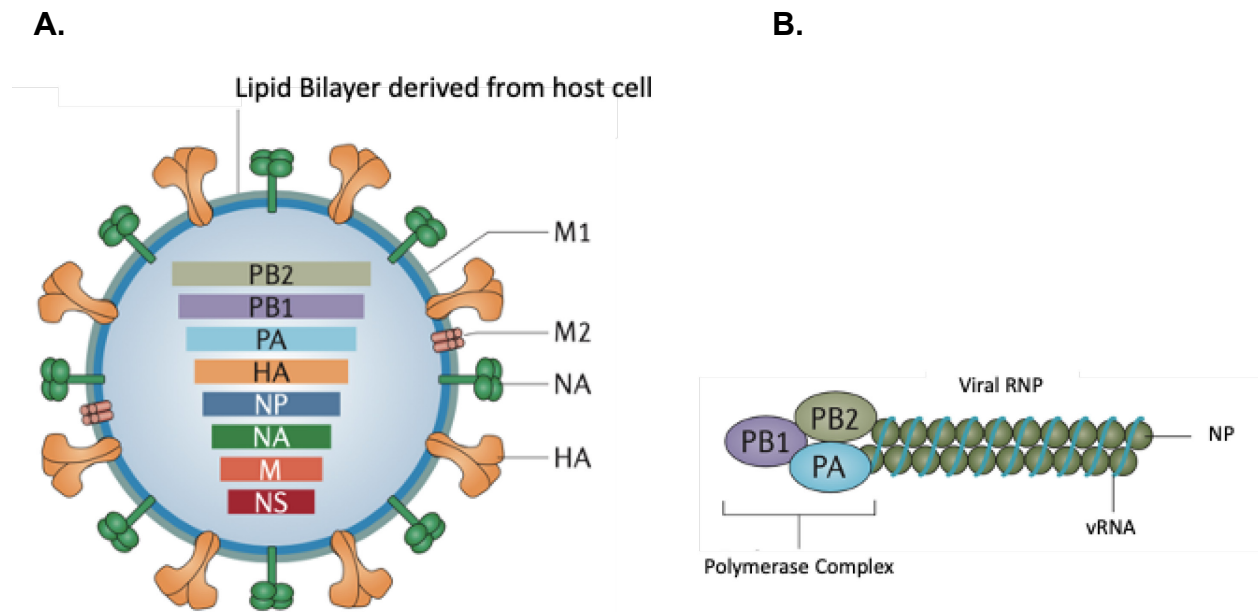 A.
B.
Lipid Bilayer derived from host cell
M1
PB2
PB1
PA
M2
HA
NA
NP
NA
M
HA
NS
Viral RNP
PB2
PB1
NP
PA
vRNA
Polymerase Complex